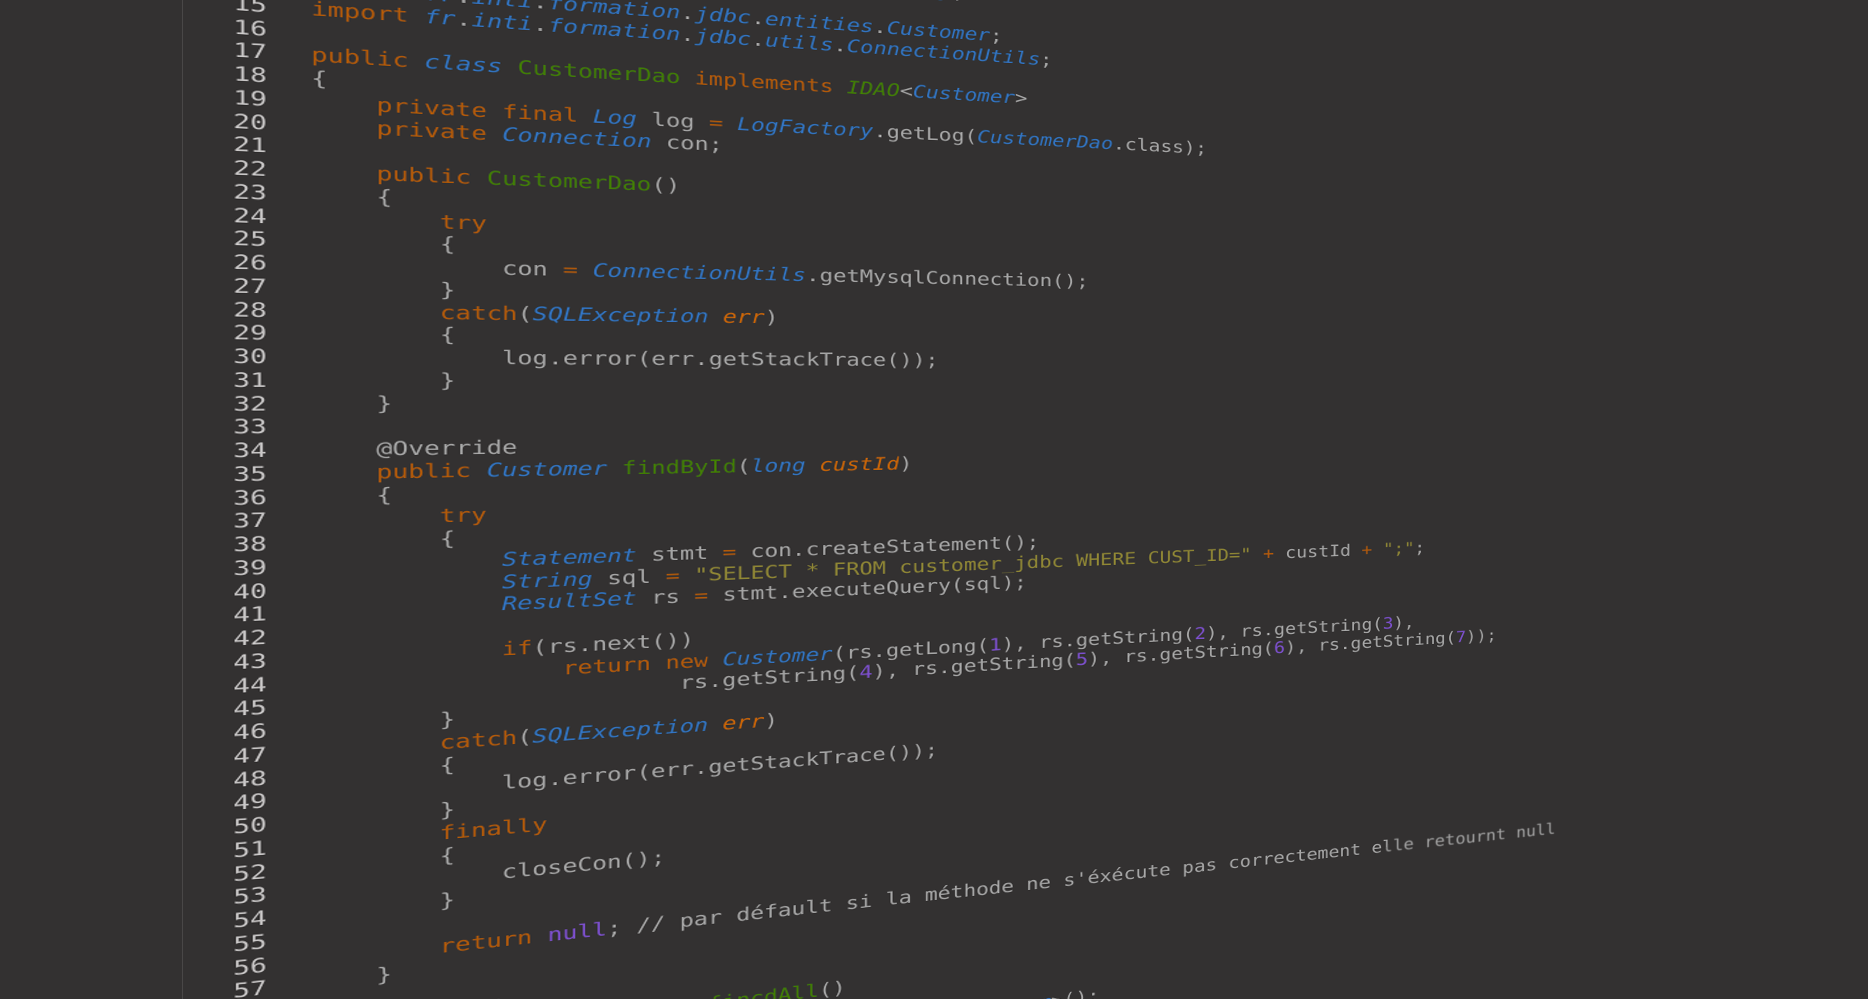 15
16 fr.inti.formation.jdbc.entities.Customer;
17 import fr.inti.formation.jdbc.utils.ConnectionUtils;
18 public class CustomerDao implements IDAO<Customer>
19 {
20 private final Log log = LogFactory.getLog(CustomerDao.class);
21 private Connection con;
22
23 public CustomerDao()
24 {
25 try
26 {
27 con = ConnectionUtils.getMysqlConnection();
28 }
29 catch(SQLException err)
30 {
31 log.error(err.getStackTrace());
32 }
33 }
34
35 @Override
36 public Customer findById(long custId)
37 {
38 try
39 {
40 Statement stmt = con.createStatement();
41 String sql = "SELECT * FROM customer_jdbc WHERE CUST_ID=" + custId + ";";
42 ResultSet rs = stmt.executeQuery(sql);
43
44 if(rs.next())
45 return new Customer(rs.getLong(1), rs.getString(2), rs.getString(3),
46 rs.getString(4), rs.getString(5), rs.getString(6), rs.getString(7));
47 }
48 catch(SQLException err)
49 {
50 log.error(err.getStackTrace());
51 }
52 finally
53 {
54 closeCon();
55 }
56 return null; // par défault si la méthode ne s'éxécute pas correctement elle retournt null
57 }
fincdAll()